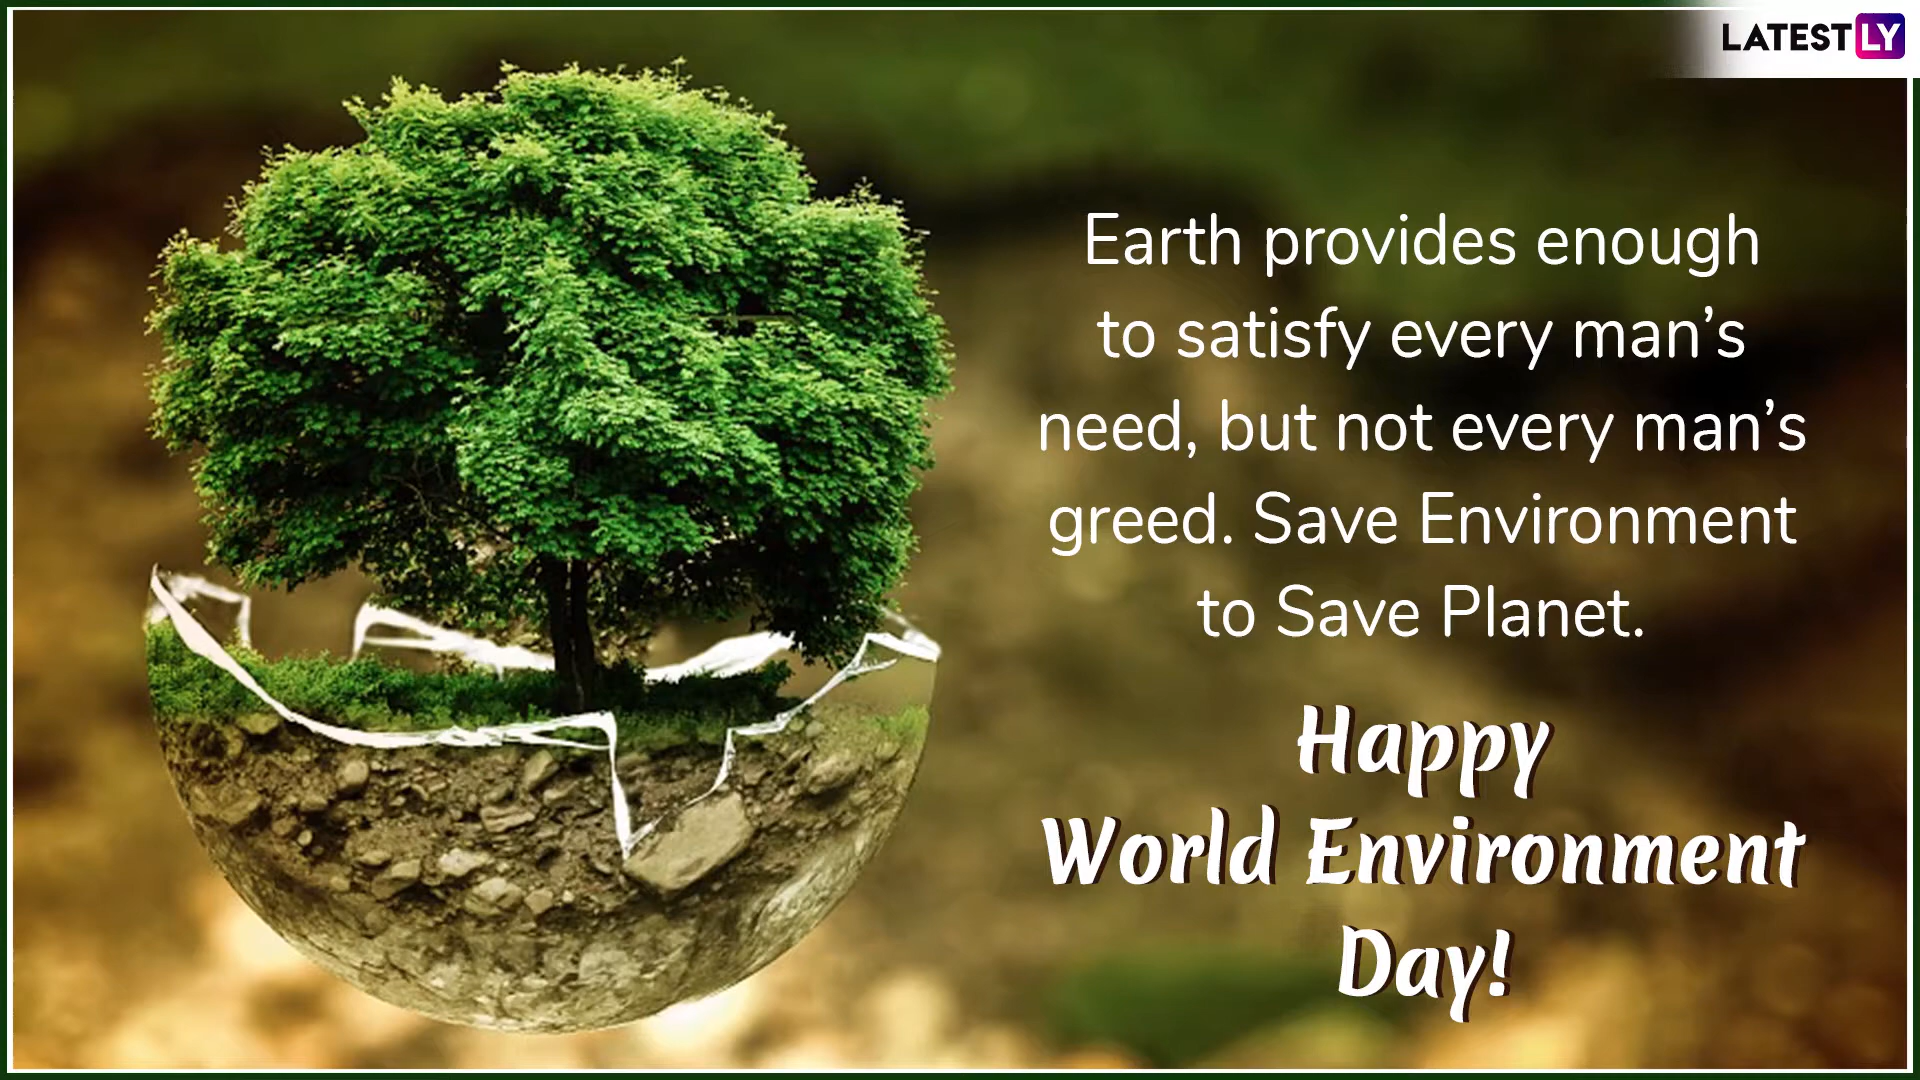 LATESTLY
Earth provides enough
to satisfy every man’s
need, but not every man’s
greed. Save Environment
to Save Planet.
Happy
World Environment
Day!